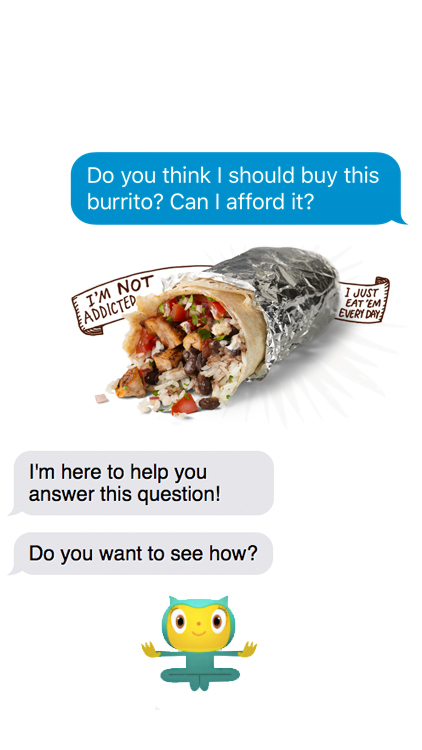 Do you think I should buy this
burrito? Can I afford it?
I'M NOT
ADDICTED
I JUST
EAT 'EM
EVERY DAY
I'm here to help you
answer this question!
Do you want to see how?